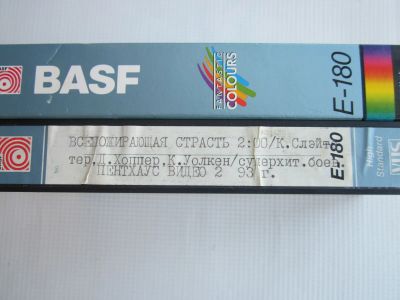 BASF
FANTASTIC
COLOURS
E-180
ВСЕПОЖИРАЮЩАЯ СТРАСТЬ 2:00/К.Слэйт
тер,Д.Хоппер,К.Уолкен/суперхит.боев.
ПЕНТХАУС ВИДЕО 2 93 г.
E-180
High
Standard
VHS